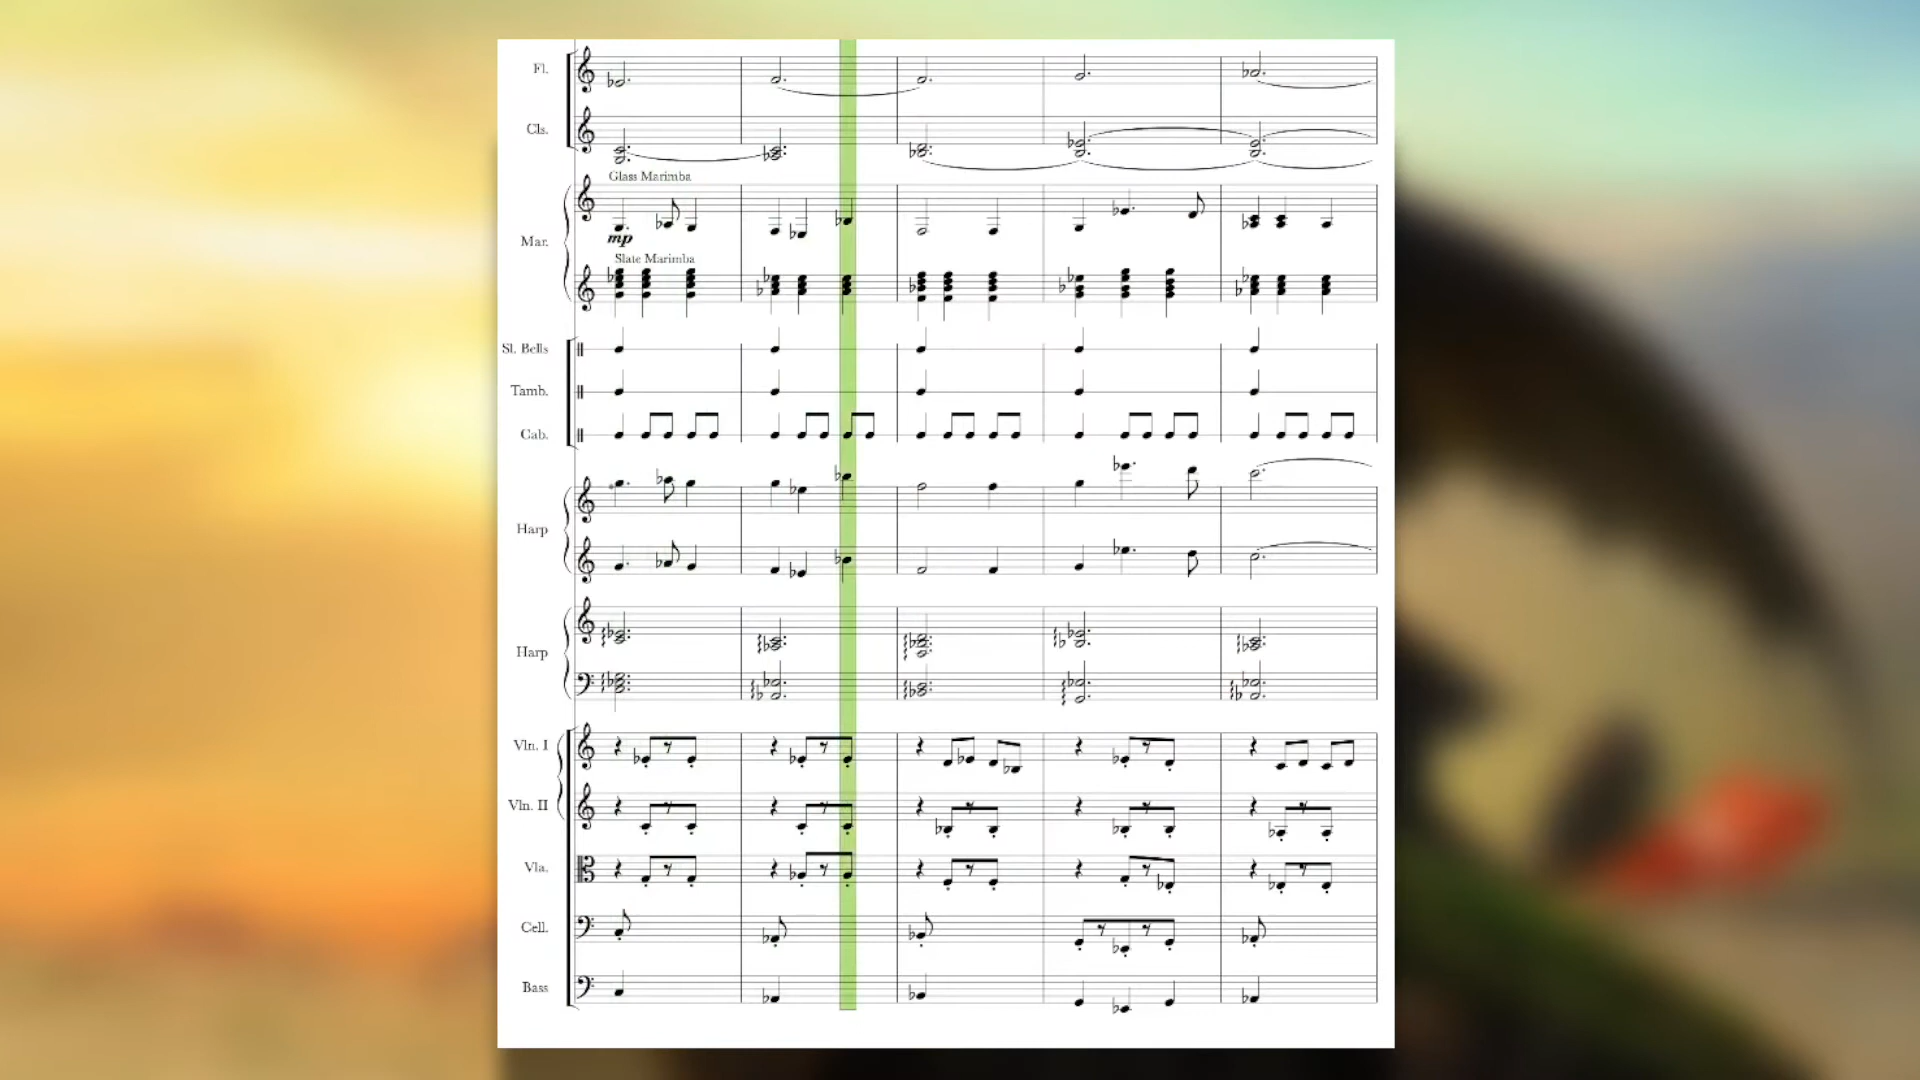 Fl.
Cls.
Glass Marimba
Mar.
mp
Slate Marimba
Sl. Bells
Tamb.
Cab.
Harp
Harp
Vln. I
Vln. II
Vla.
Cell.
Bass